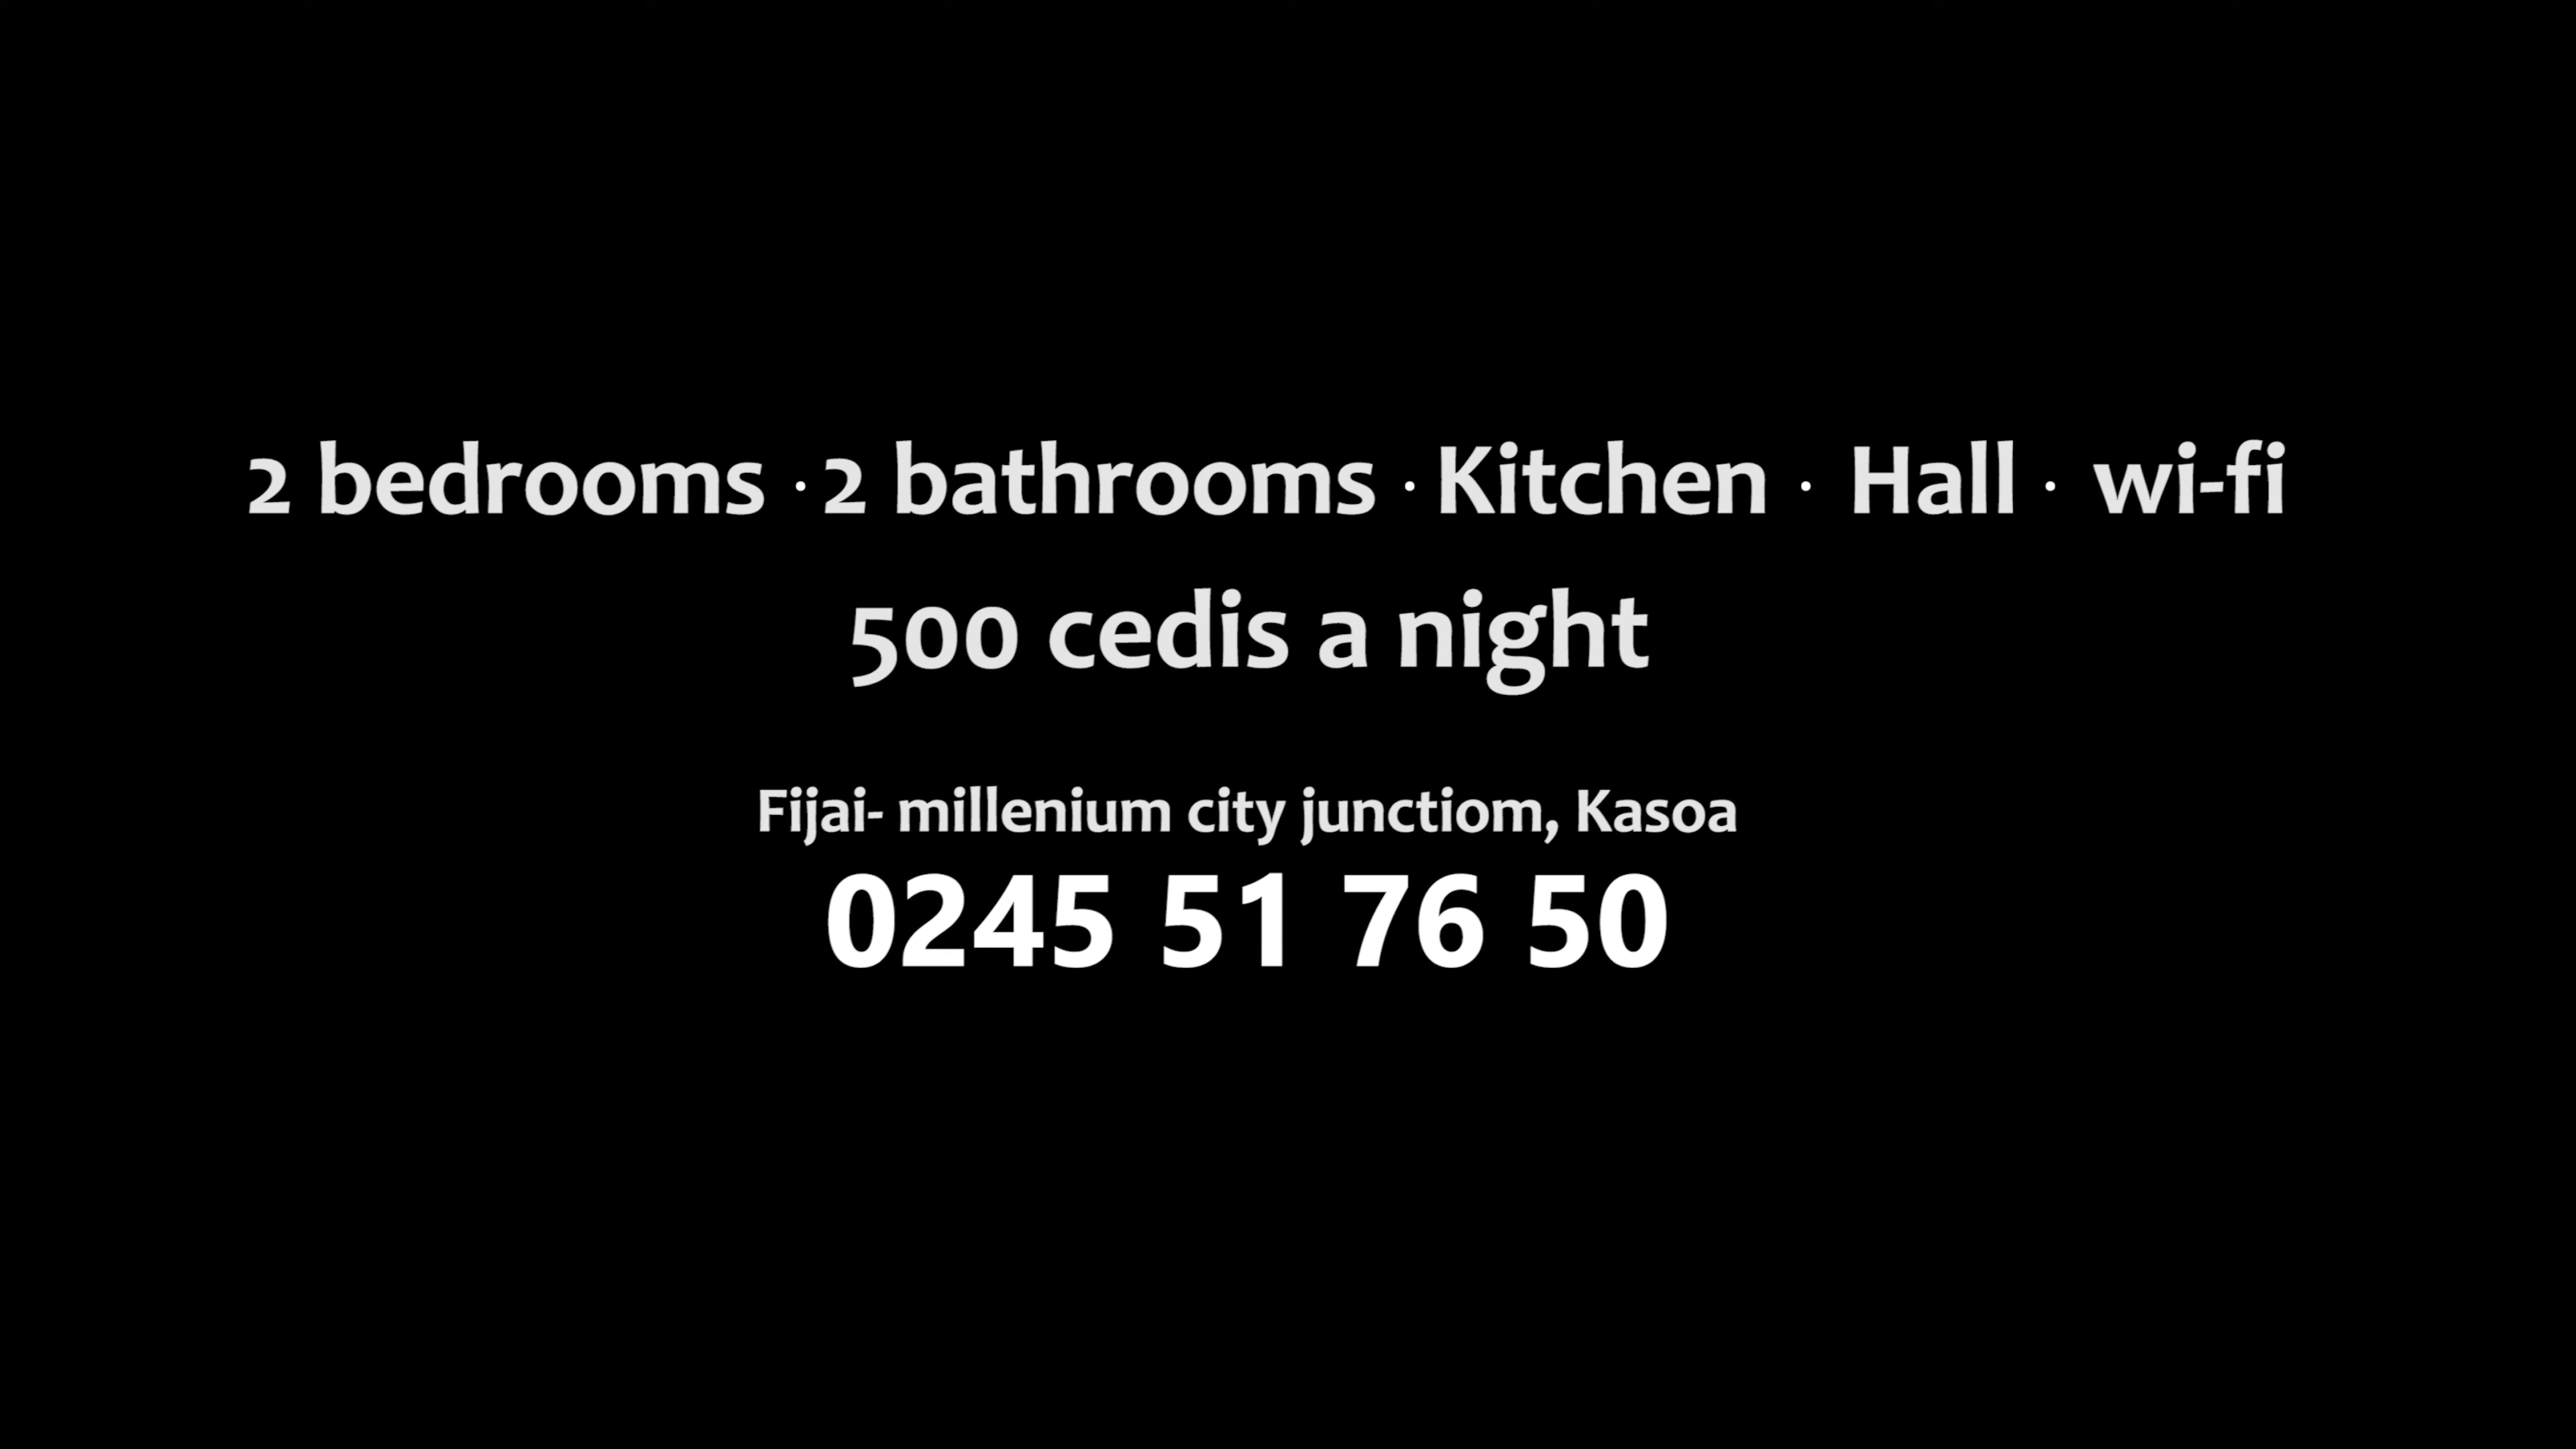 2 bedrooms · 2 bathrooms · Kitchen · Hall · wi-fi
500 cedis a night
Fijai- millenium city junctiom, Kasoa
0245 51 76 50